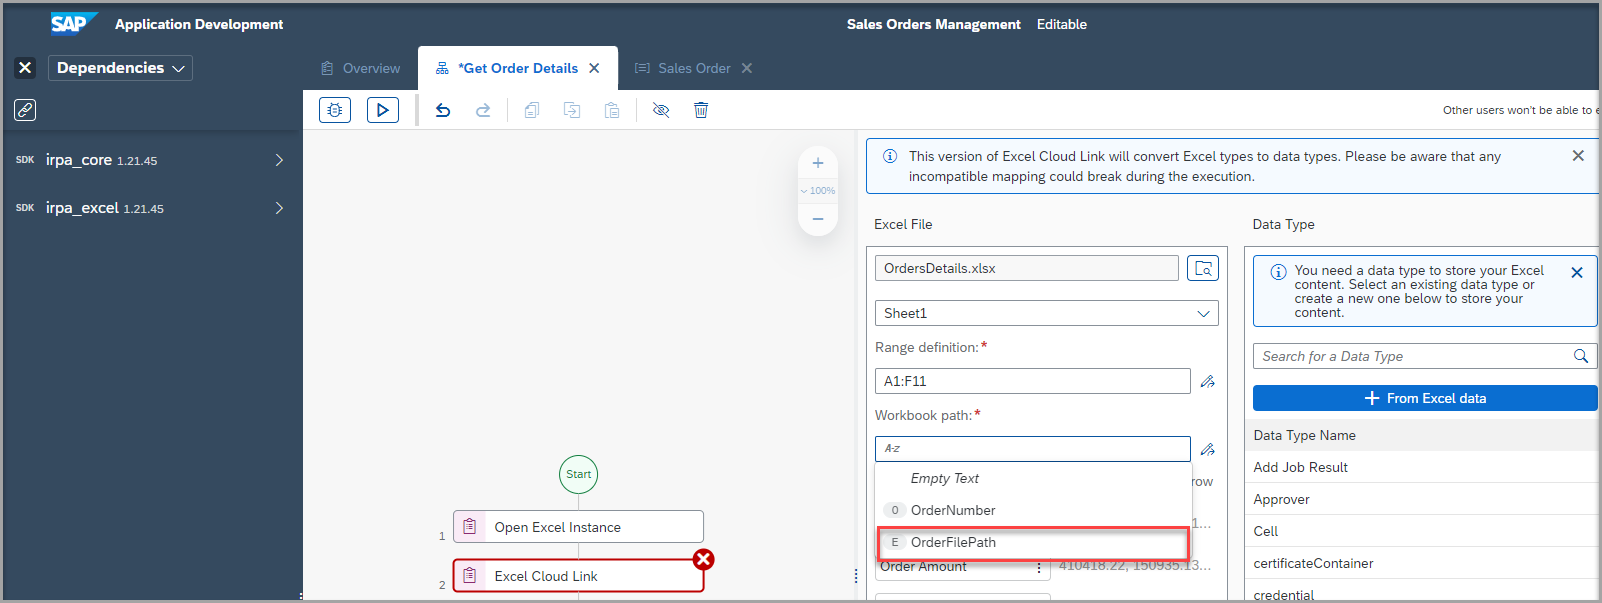 SAP Application Development
Sales Orders Management Editable
Dependencies
Overview
*Get Order Details
Sales Order
Other users won't be able to e
SDK irpa_core 1.21.45
SDK irpa_excel 1.21.45
100%
Start
1 Open Excel Instance
2 Excel Cloud Link
This version of Excel Cloud Link will convert Excel types to data types. Please be aware that any
incompatible mapping could break during the execution.
Excel File
OrdersDetails.xlsx
Sheet1
Range definition:*
A1:F11
Workbook path:*
A-z
Empty Text
row
O OrderNumber
1...
E OrderFilePath
Order Amount
410418.22, 150935.13...
Data Type
You need a data type to store your Excel
content. Select an existing data type or
create a new one below to store your
content.
Search for a Data Type
+ From Excel data
Data Type Name
Add Job Result
Approver
Cell
certificateContainer
credential